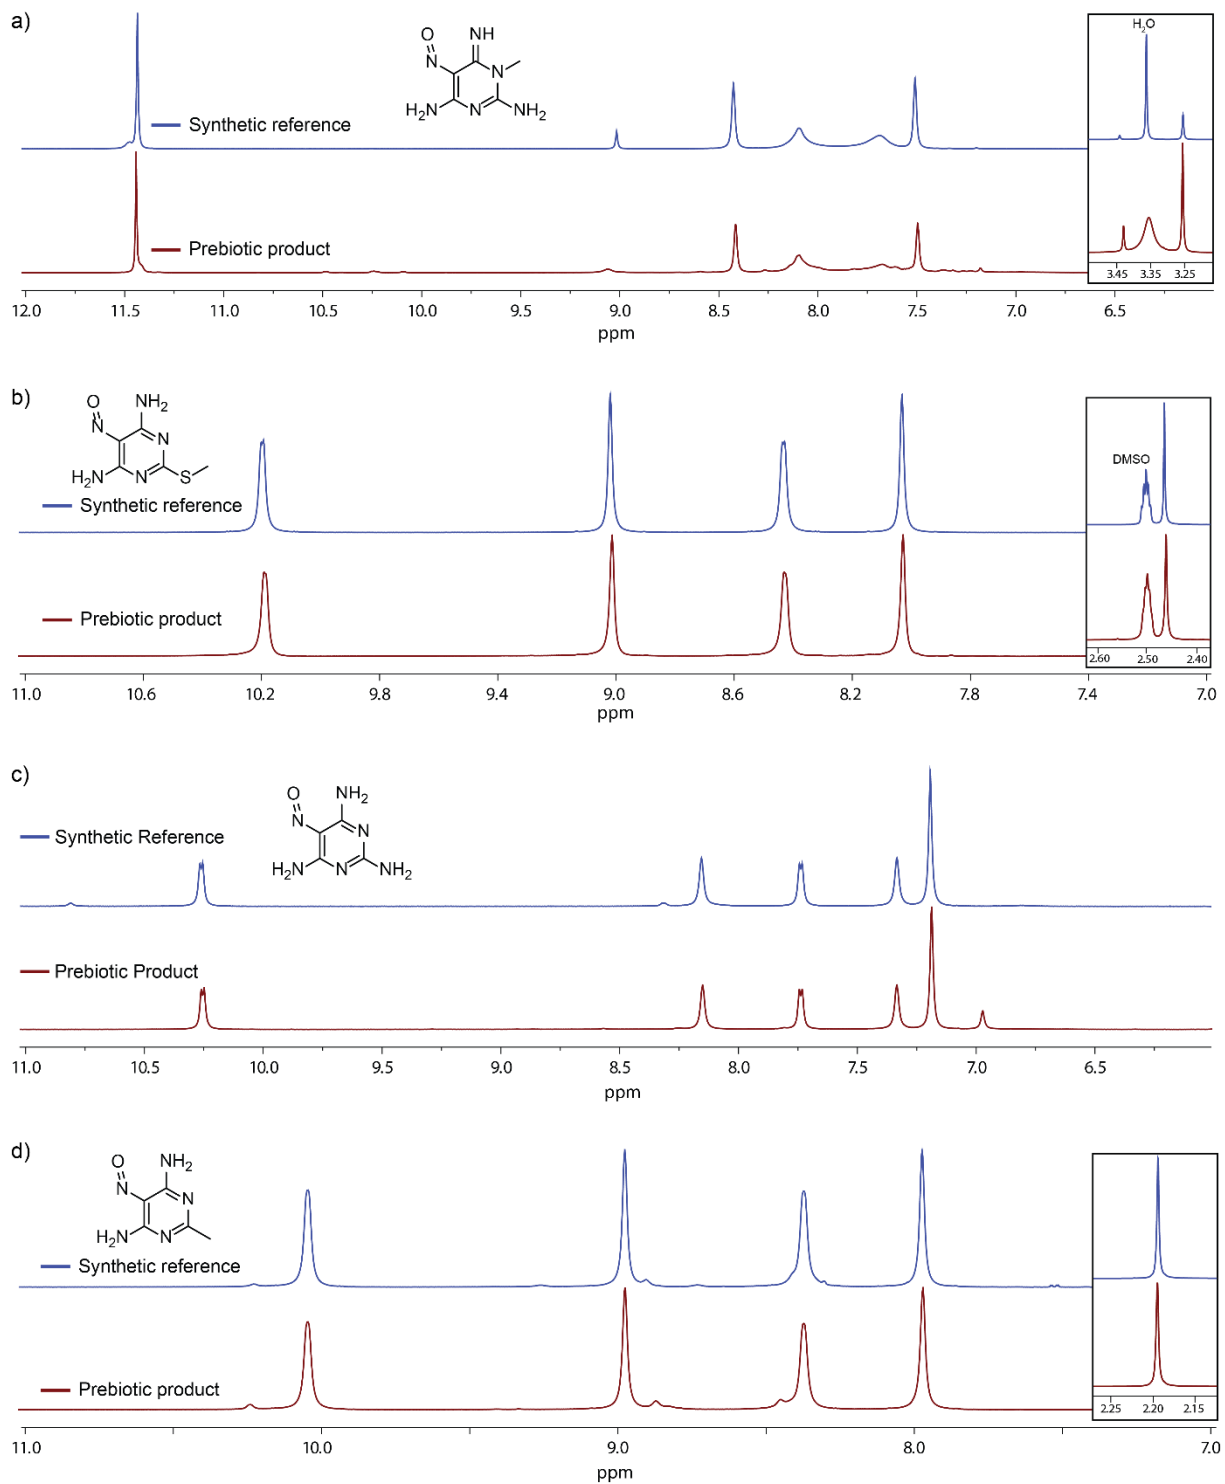 a)
O
N
NH
N
H₂N
N
NH₂
H₂O
Synthetic reference
Prebiotic product
3.45 3.35 3.25
12.0 11.5 11.0 10.5 10.0 9.5 9.0 8.5 8.0 7.5 7.0 6.5
ppm
b)
O
N
NH₂
N
H₂N
N
S
DMSO
Synthetic reference
Prebiotic product
2.60 2.50 2.40
11.0 10.6 10.2 9.8 9.4 9.0 8.6 8.2 7.8 7.4 7.0
ppm
c)
O
N
NH₂
N
H₂N
N
NH₂
Synthetic Reference
Prebiotic Product
11.0 10.5 10.0 9.5 9.0 8.5 8.0 7.5 7.0 6.5
ppm
d)
O
N
NH₂
N
H₂N
N
Synthetic reference
Prebiotic product
2.25 2.20 2.15
11.0 10.0 9.0 8.0 7.0
ppm